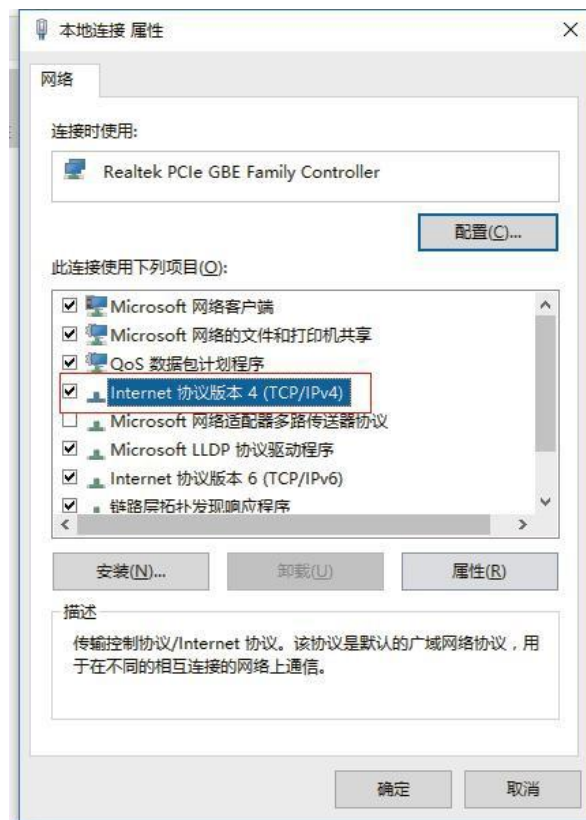 本地连接 属性
网络
连接时使用:
Realtek PCIe GBE Family Controller
配置(C)...
此连接使用下列项目(O):
Microsoft 网络客户端
Microsoft 网络的文件和打印机共享
QoS 数据包计划程序
Internet 协议版本 4 (TCP/IPv4)
Microsoft 网络适配器多路传送器协议
Microsoft LLDP 协议驱动程序
Internet 协议版本 6 (TCP/IPv6)
链路层拓扑发现响应程序
安装(N)...
卸载(U)
属性(R)
描述
传输控制协议/Internet 协议。该协议是默认的广域网络协议，用
于在不同的相互连接的网络上通信。
确定
取消